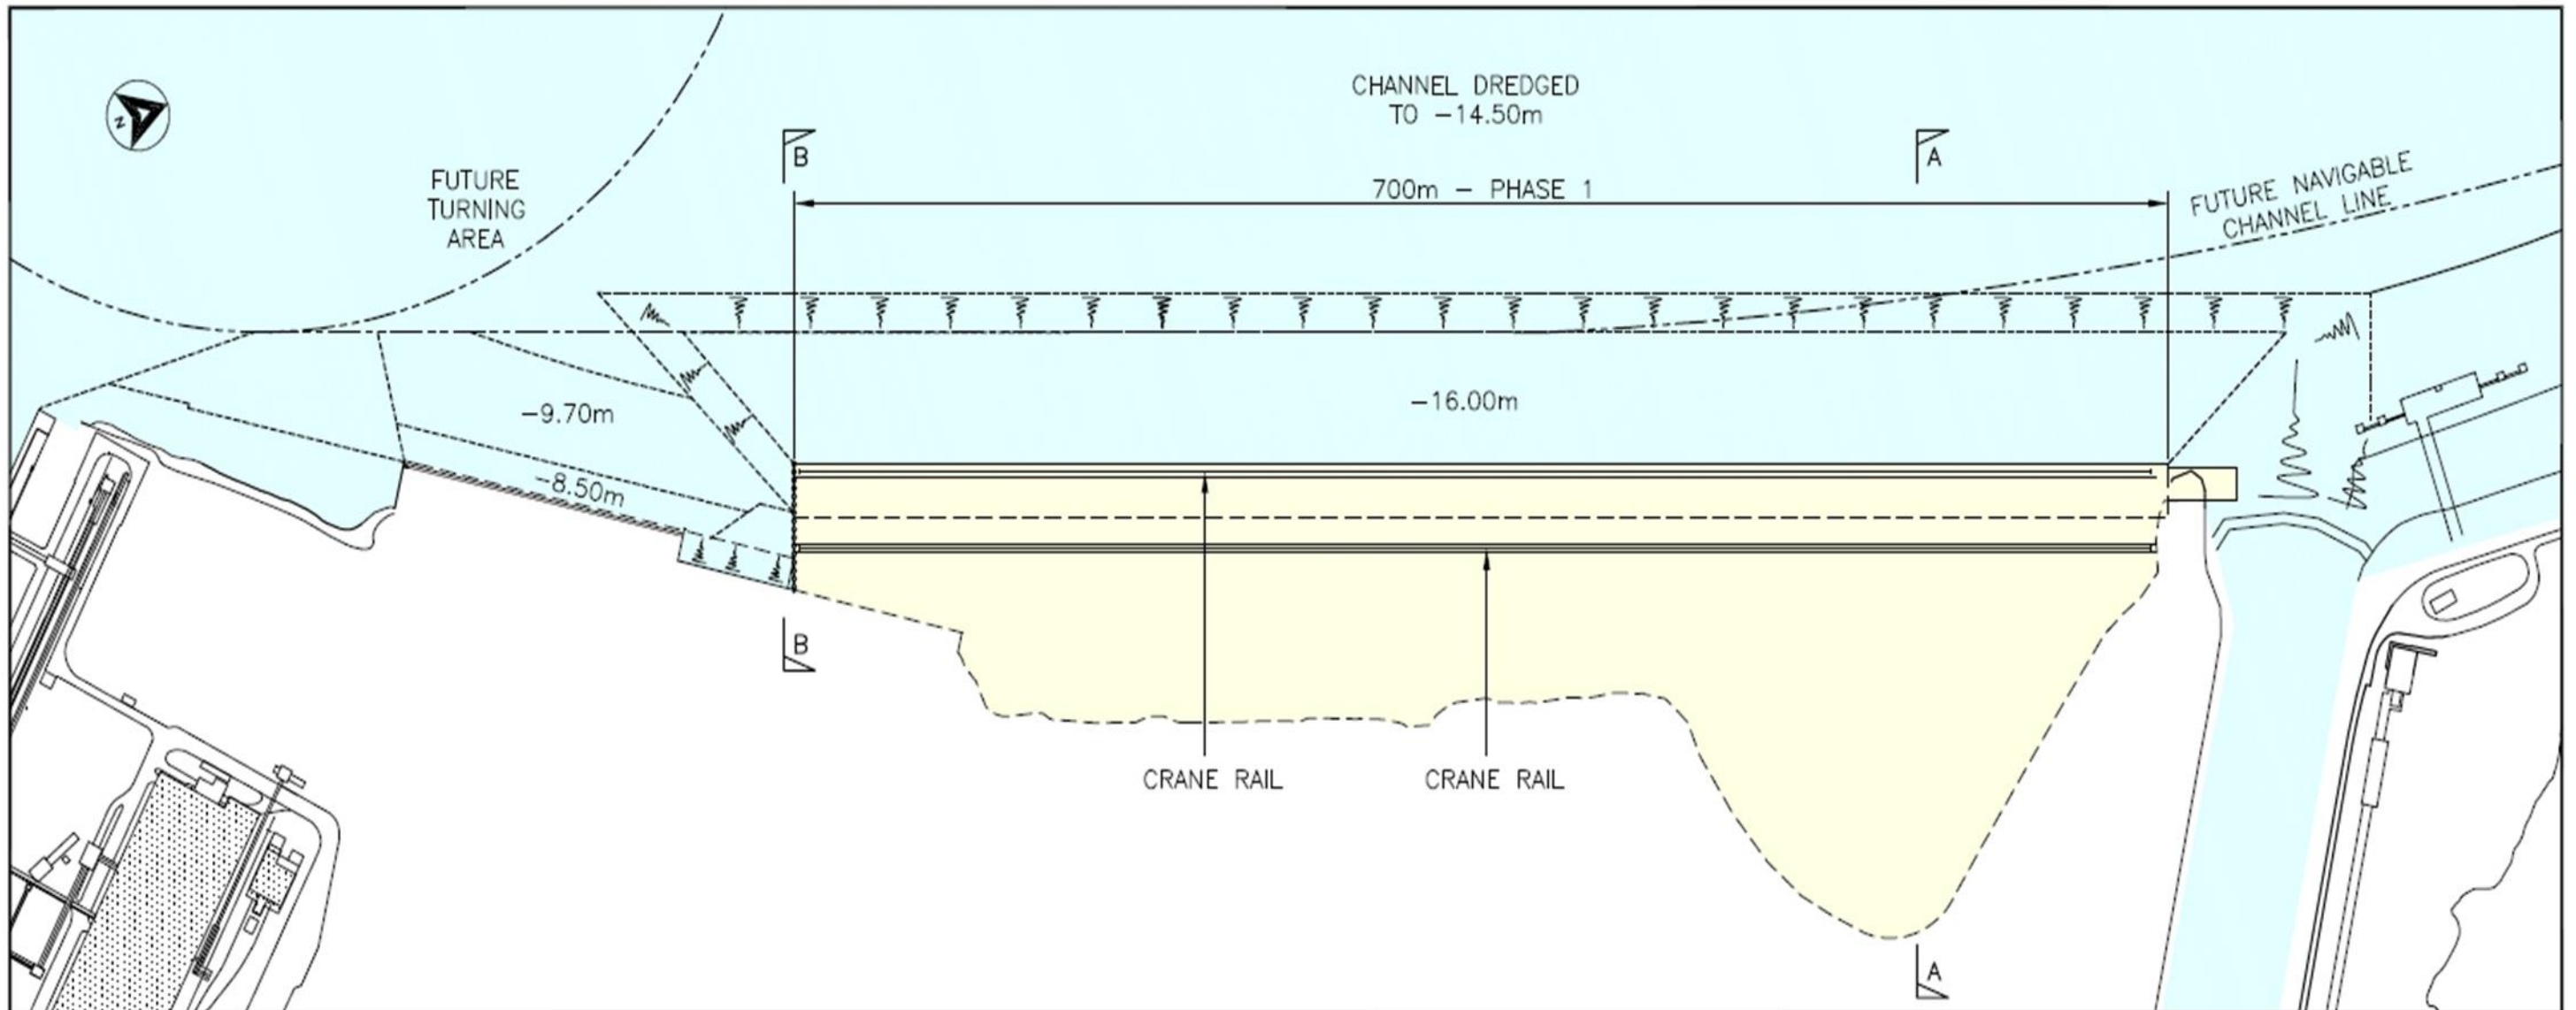 CHANNEL DREDGED
TO -14.50m
N
FUTURE
TURNING
AREA
B
A
700m - PHASE 1
FUTURE NAVIGABLE
CHANNEL LINE
-9.70m
-16.00m
-8.50m
B
CRANE RAIL
CRANE RAIL
A